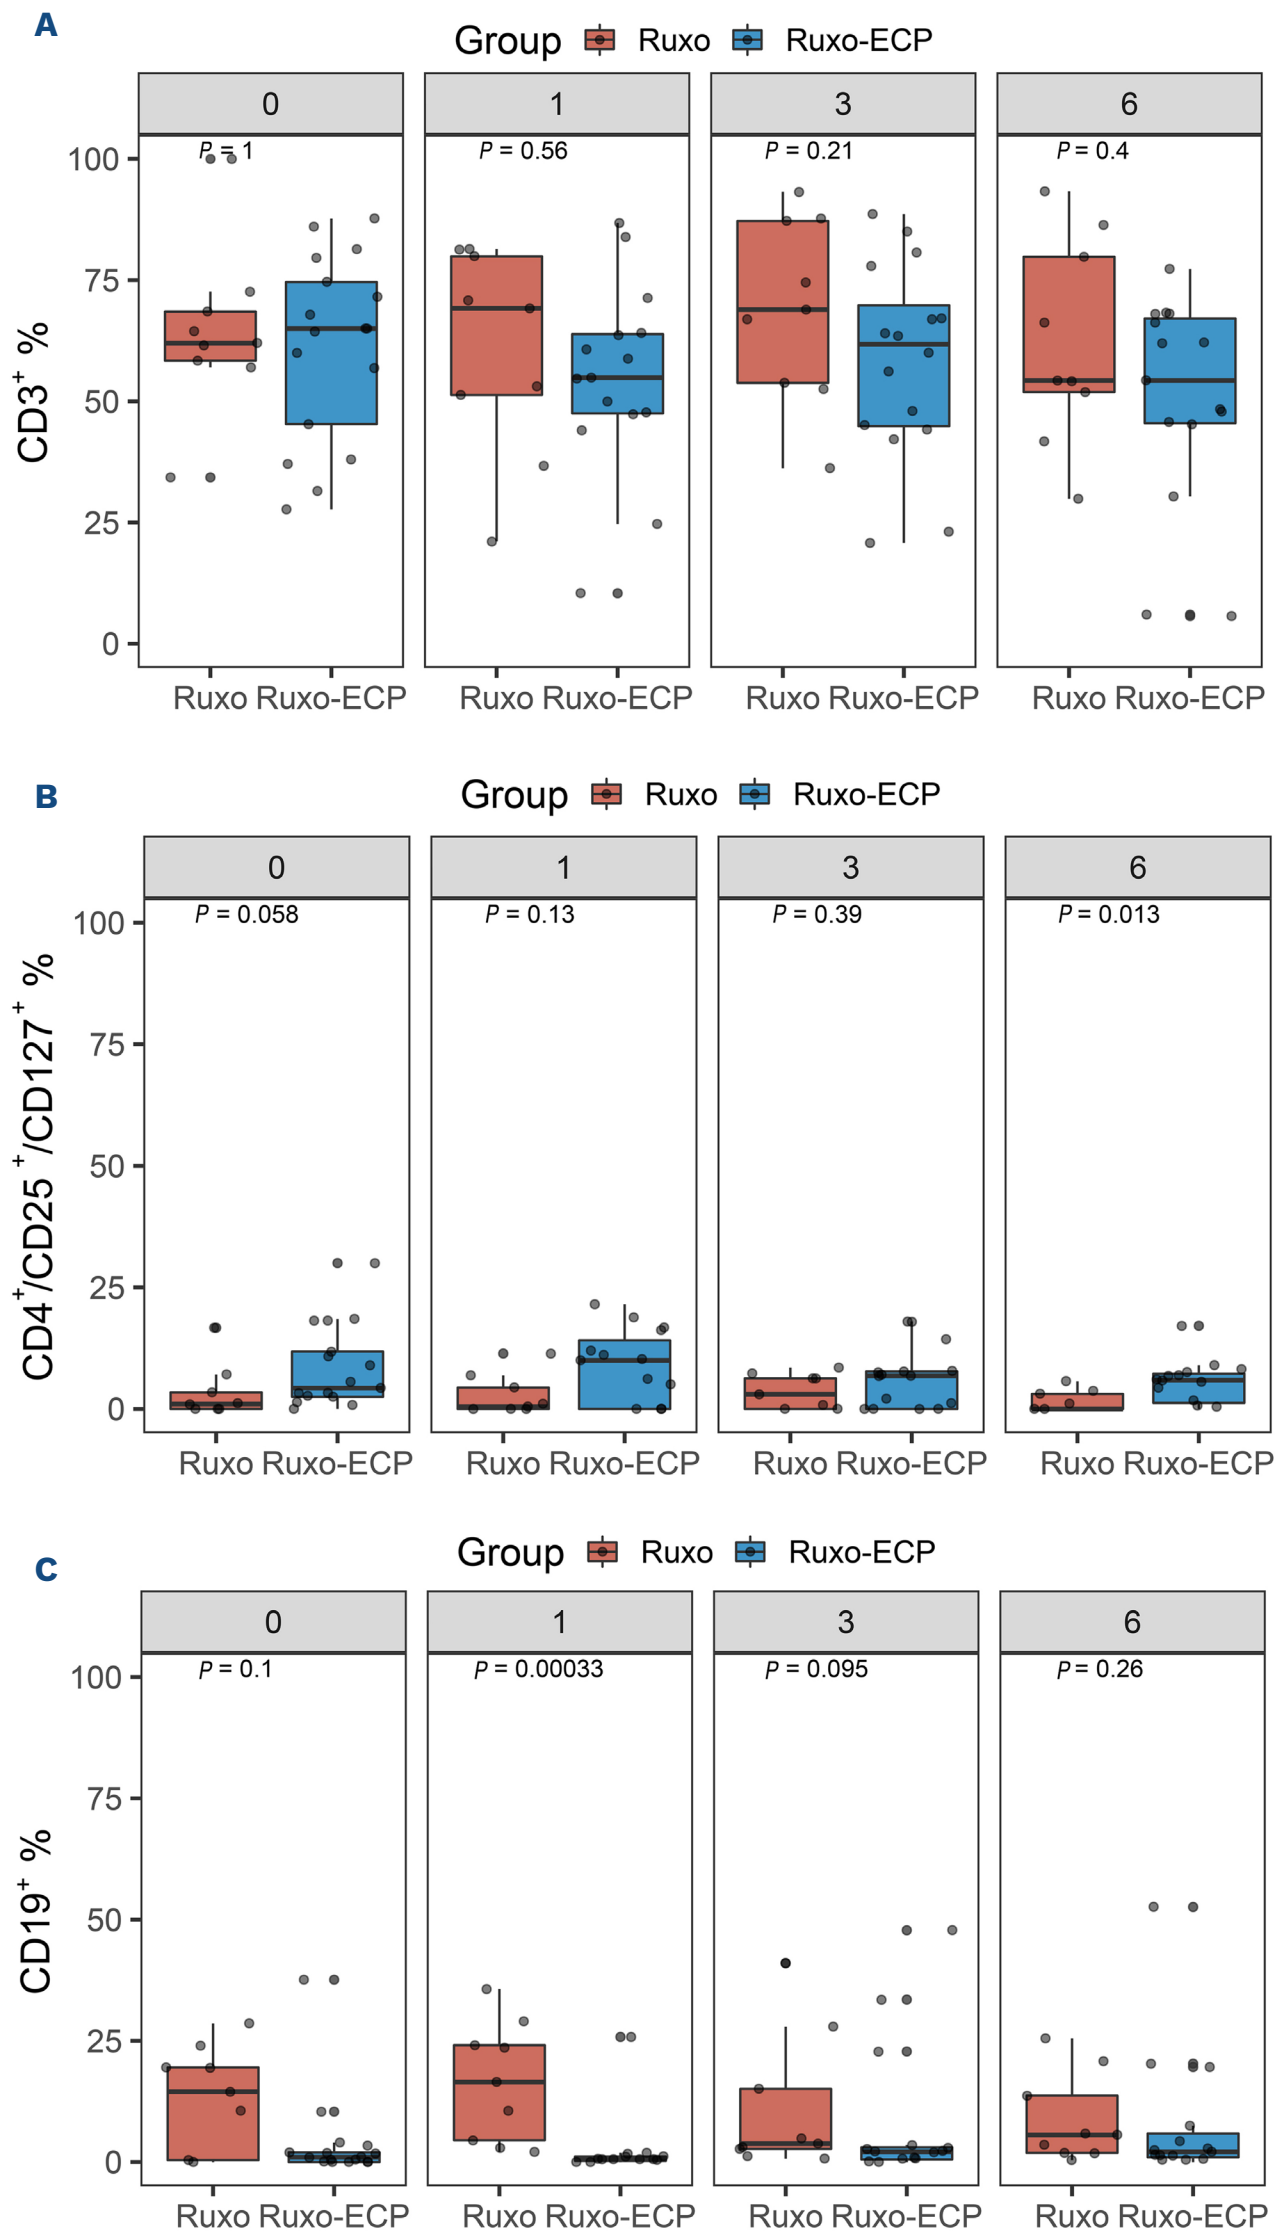 A
Group Ruxo Ruxo-ECP
0 1 3 6
P = 1 P = 0.56 P = 0.21 P = 0.4
CD3+ %
100
75
50
25
0
Ruxo Ruxo-ECP Ruxo Ruxo-ECP Ruxo Ruxo-ECP Ruxo Ruxo-ECP
B
Group Ruxo Ruxo-ECP
0 1 3 6
P = 0.058 P = 0.13 P = 0.39 P = 0.013
CD4+/CD25+/CD127+ %
100
75
50
25
0
Ruxo Ruxo-ECP Ruxo Ruxo-ECP Ruxo Ruxo-ECP Ruxo Ruxo-ECP
C
Group Ruxo Ruxo-ECP
0 1 3 6
P = 0.1 P = 0.00033 P = 0.095 P = 0.26
CD19+ %
100
75
50
25
0
Ruxo Ruxo-ECP Ruxo Ruxo-ECP Ruxo Ruxo-ECP Ruxo Ruxo-ECP